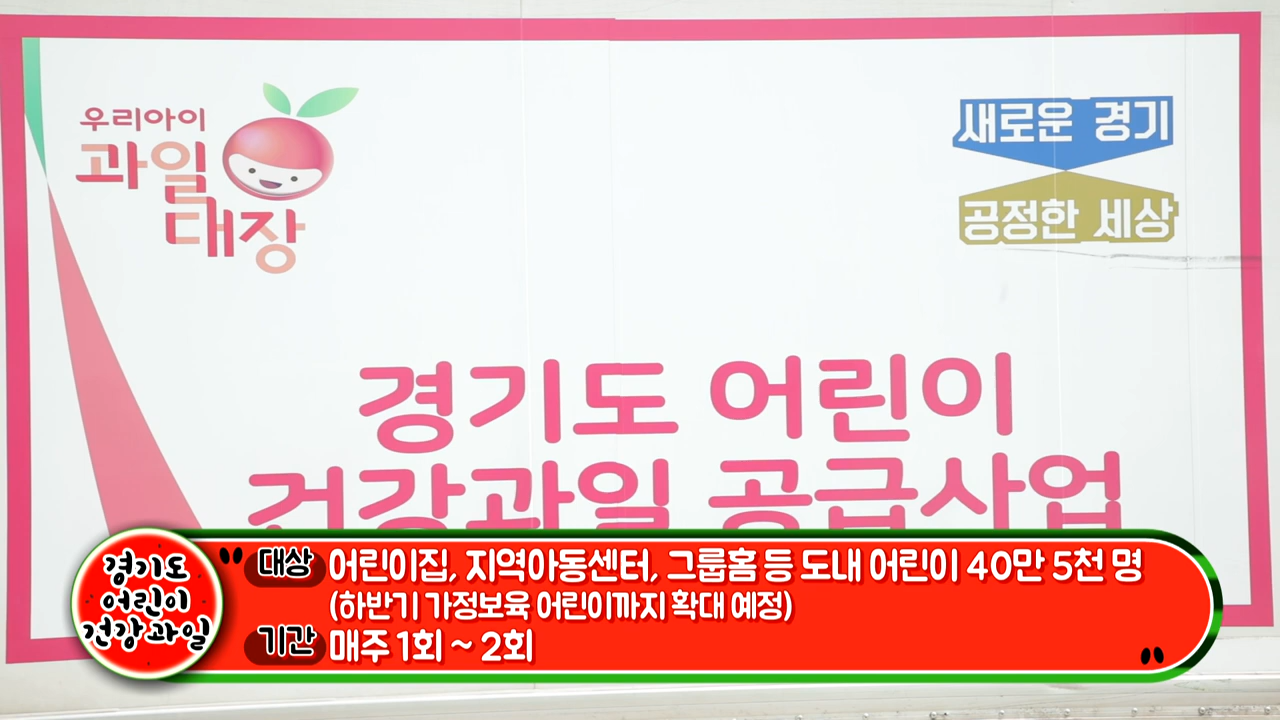 우리아이
과일
대장
새로운 경기
공정한 세상
경기도 어린이
건강과일 공급사업
경기도
어린이
건강과일
" 대상 어린이집, 지역아동센터, 그룹홈 등 도내 어린이 40만 5천 명
(하반기 가정보육 어린이까지 확대 예정)
기간 매주 1회 ~ 2회 "